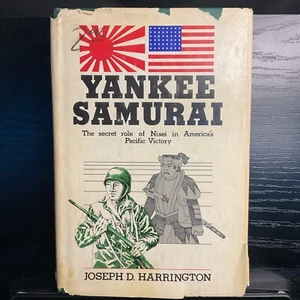 YANKEE
SAMURAI
The secret role of Nisei in America's
Pacific Victory
JOSEPH D. HARRINGTON